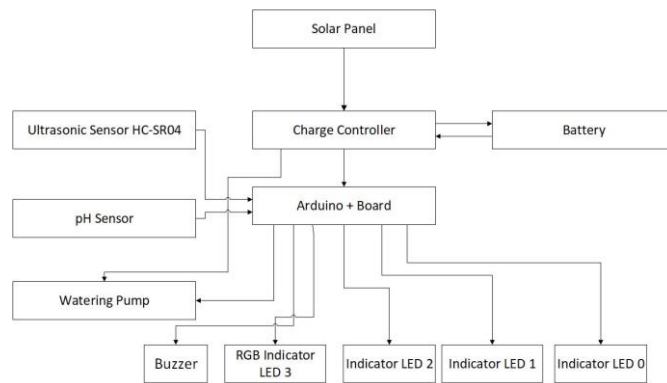 Solar Panel
Ultrasonic Sensor HC-SR04
Charge Controller
Battery
pH Sensor
Arduino + Board
Watering Pump
Buzzer
RGB Indicator
LED 3
Indicator LED 2
Indicator LED 1
Indicator LED 0